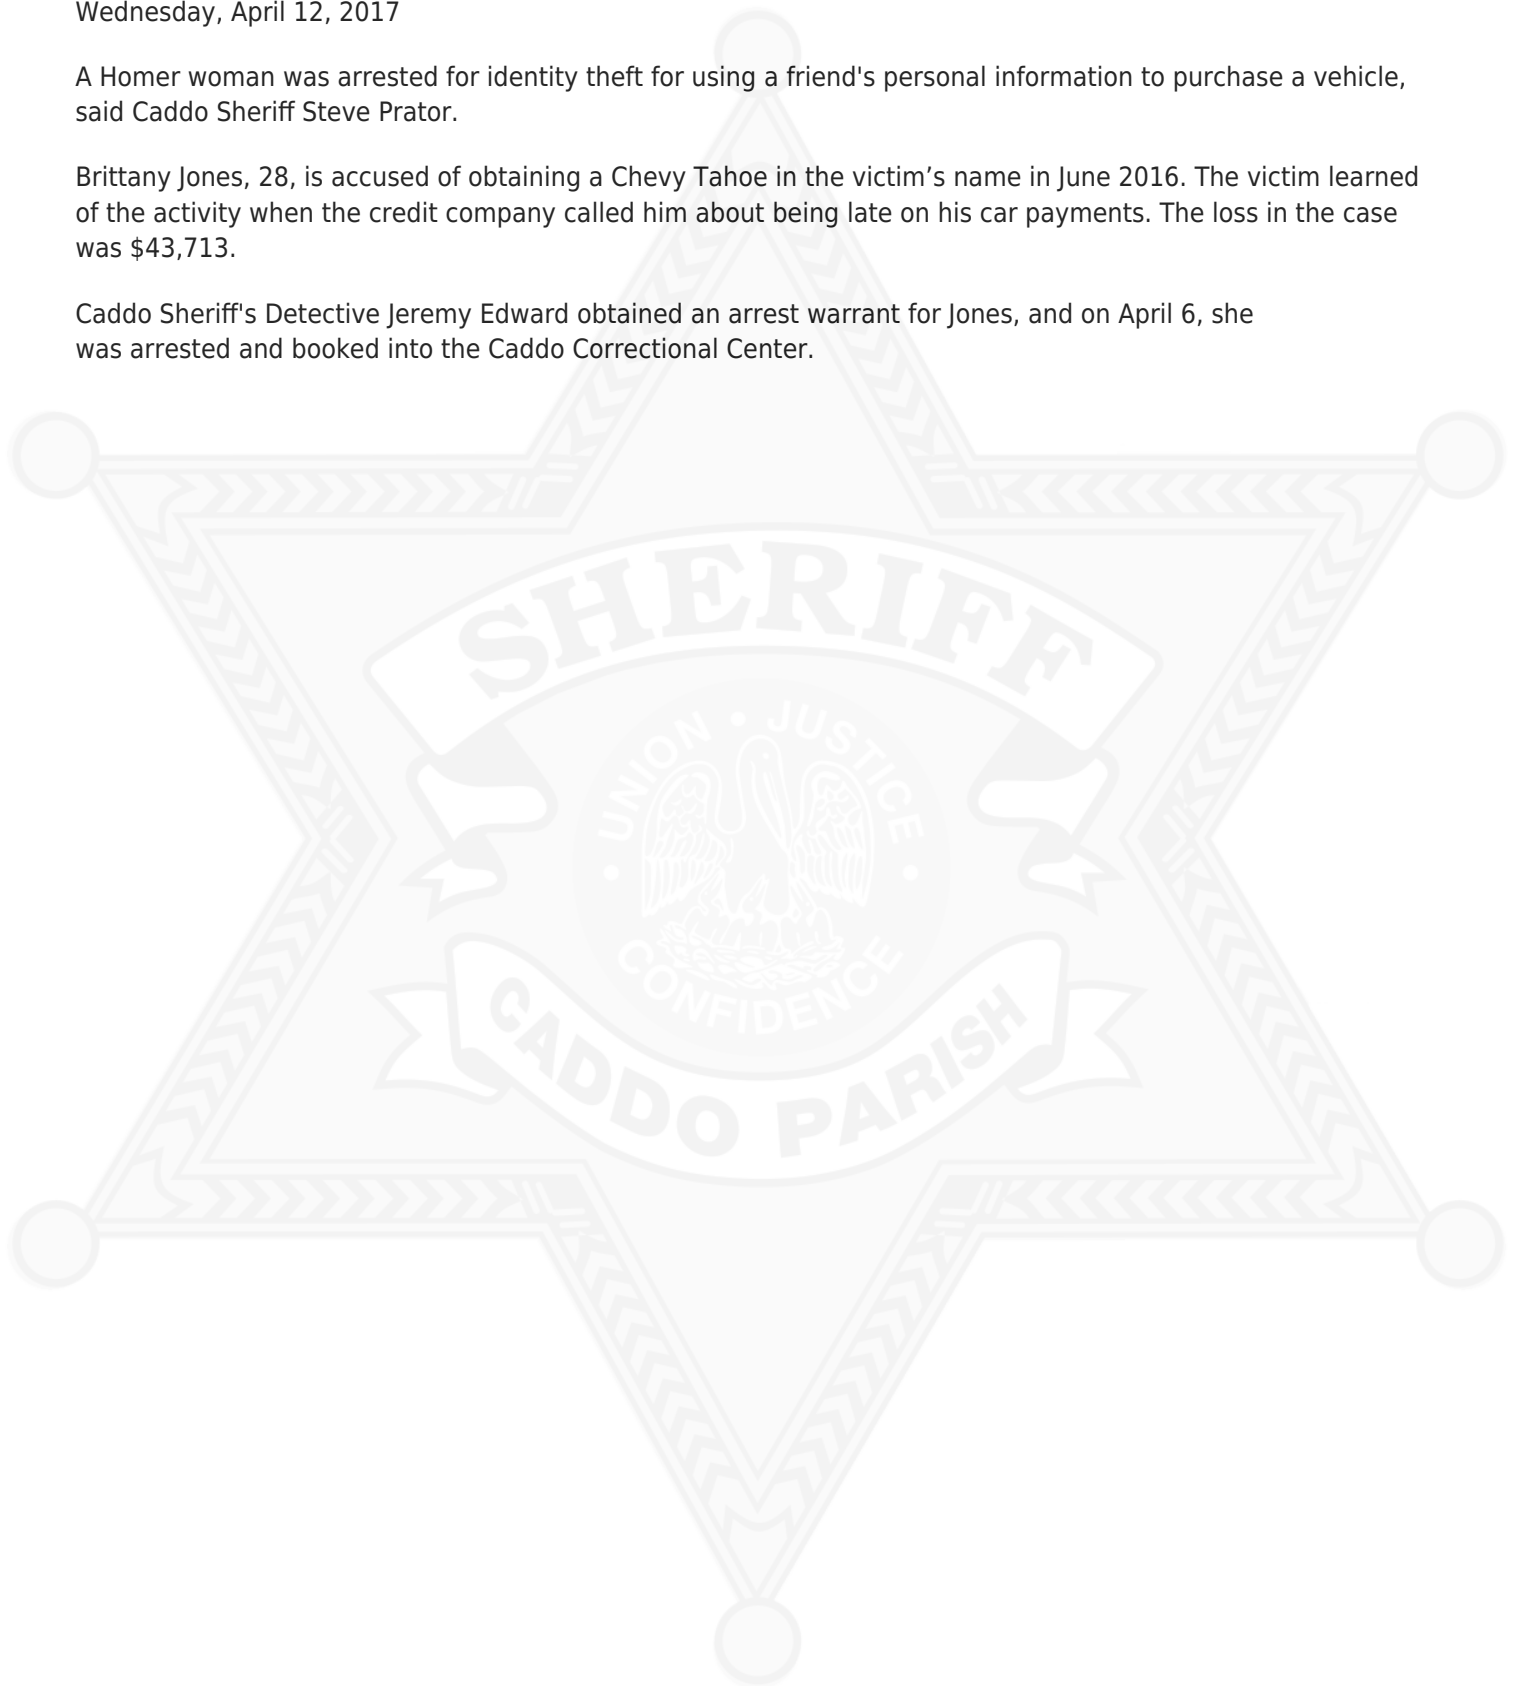 Wednesday, April 12, 2017
A Homer woman was arrested for identity theft for using a friend's personal information to purchase a vehicle,
said Caddo Sheriff Steve Prator.
Brittany Jones, 28, is accused of obtaining a Chevy Tahoe in the victim’s name in June 2016. The victim learned
of the activity when the credit company called him about being late on his car payments. The loss in the case
was $43,713.
Caddo Sheriff's Detective Jeremy Edward obtained an arrest warrant for Jones, and on April 6, she
was arrested and booked into the Caddo Correctional Center.
SHERIFF
UNION • JUSTICE
• CONFIDENCE •
CADDO PARISH